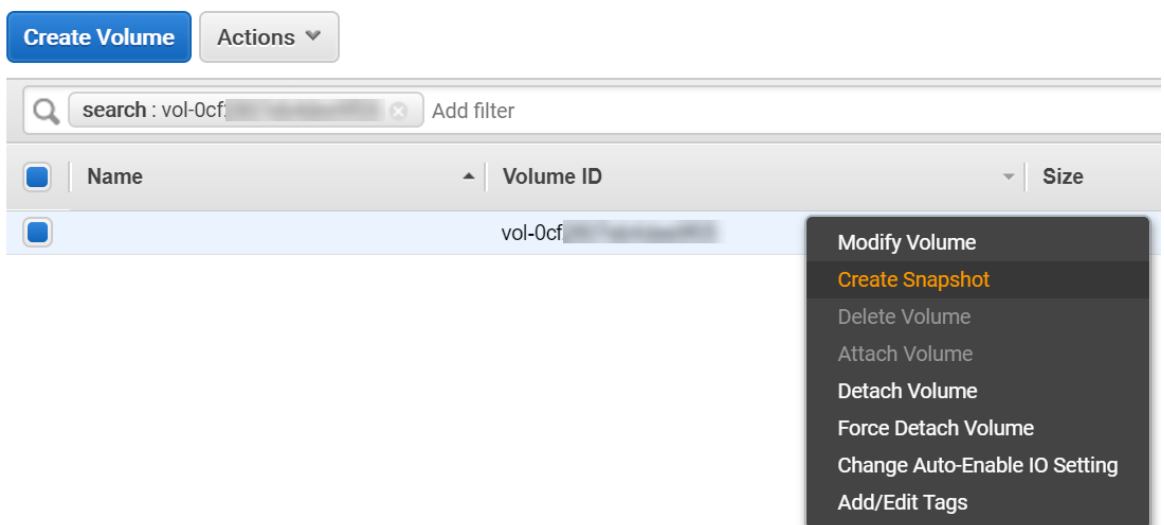 Create Volume Actions
search : vol-0cf Add filter
Name Volume ID Size
vol-0cf
Modify Volume
Create Snapshot
Delete Volume
Attach Volume
Detach Volume
Force Detach Volume
Change Auto-Enable IO Setting
Add/Edit Tags